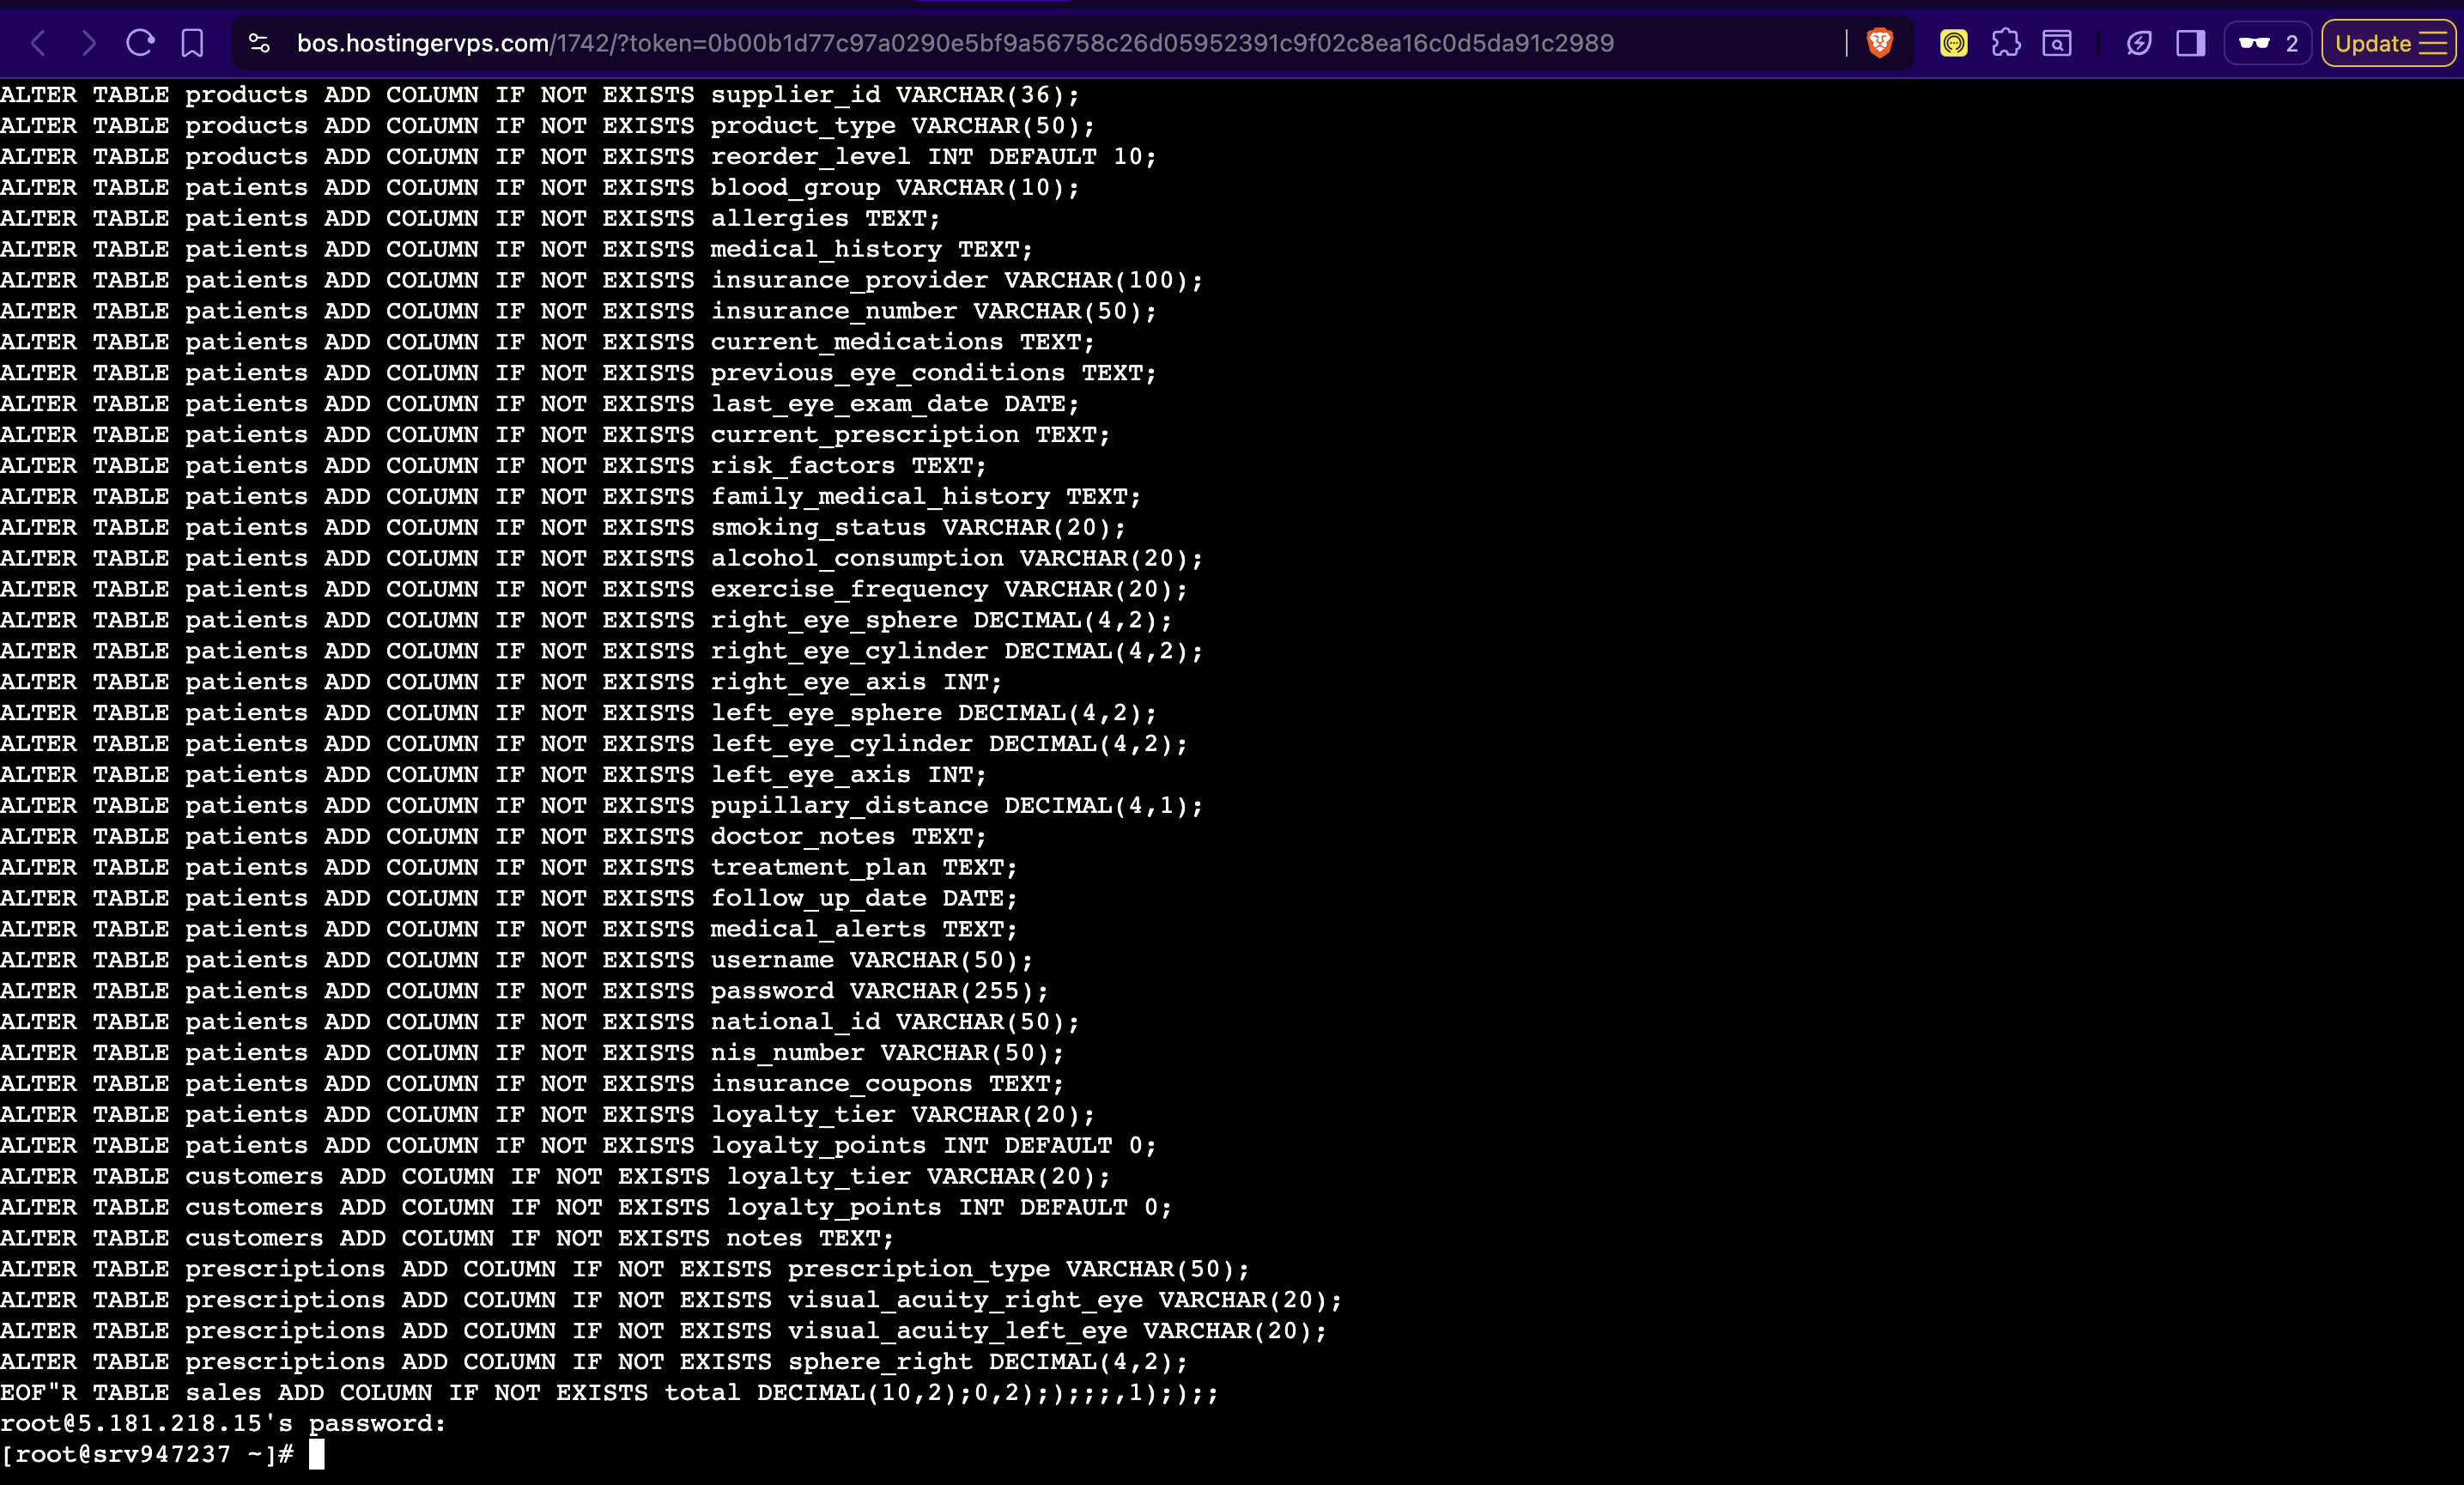 bos.hostingervps.com/1742/?token=0b00b1d77c97a0290e5bf9a56758c26d05952391c9f02c8ea16c0d5da91c2989
2
Update
ALTER TABLE products ADD COLUMN IF NOT EXISTS supplier_id VARCHAR(36);
ALTER TABLE products ADD COLUMN IF NOT EXISTS product_type VARCHAR(50);
ALTER TABLE products ADD COLUMN IF NOT EXISTS reorder_level INT DEFAULT 10;
ALTER TABLE patients ADD COLUMN IF NOT EXISTS blood_group VARCHAR(10);
ALTER TABLE patients ADD COLUMN IF NOT EXISTS allergies TEXT;
ALTER TABLE patients ADD COLUMN IF NOT EXISTS medical_history TEXT;
ALTER TABLE patients ADD COLUMN IF NOT EXISTS insurance_provider VARCHAR(100);
ALTER TABLE patients ADD COLUMN IF NOT EXISTS insurance_number VARCHAR(50);
ALTER TABLE patients ADD COLUMN IF NOT EXISTS current_medications TEXT;
ALTER TABLE patients ADD COLUMN IF NOT EXISTS previous_eye_conditions TEXT;
ALTER TABLE patients ADD COLUMN IF NOT EXISTS last_eye_exam_date DATE;
ALTER TABLE patients ADD COLUMN IF NOT EXISTS current_prescription TEXT;
ALTER TABLE patients ADD COLUMN IF NOT EXISTS risk_factors TEXT;
ALTER TABLE patients ADD COLUMN IF NOT EXISTS family_medical_history TEXT;
ALTER TABLE patients ADD COLUMN IF NOT EXISTS smoking_status VARCHAR(20);
ALTER TABLE patients ADD COLUMN IF NOT EXISTS alcohol_consumption VARCHAR(20);
ALTER TABLE patients ADD COLUMN IF NOT EXISTS exercise_frequency VARCHAR(20);
ALTER TABLE patients ADD COLUMN IF NOT EXISTS right_eye_sphere DECIMAL(4,2);
ALTER TABLE patients ADD COLUMN IF NOT EXISTS right_eye_cylinder DECIMAL(4,2);
ALTER TABLE patients ADD COLUMN IF NOT EXISTS right_eye_axis INT;
ALTER TABLE patients ADD COLUMN IF NOT EXISTS left_eye_sphere DECIMAL(4,2);
ALTER TABLE patients ADD COLUMN IF NOT EXISTS left_eye_cylinder DECIMAL(4,2);
ALTER TABLE patients ADD COLUMN IF NOT EXISTS left_eye_axis INT;
ALTER TABLE patients ADD COLUMN IF NOT EXISTS pupillary_distance DECIMAL(4,1);
ALTER TABLE patients ADD COLUMN IF NOT EXISTS doctor_notes TEXT;
ALTER TABLE patients ADD COLUMN IF NOT EXISTS treatment_plan TEXT;
ALTER TABLE patients ADD COLUMN IF NOT EXISTS follow_up_date DATE;
ALTER TABLE patients ADD COLUMN IF NOT EXISTS medical_alerts TEXT;
ALTER TABLE patients ADD COLUMN IF NOT EXISTS username VARCHAR(50);
ALTER TABLE patients ADD COLUMN IF NOT EXISTS password VARCHAR(255);
ALTER TABLE patients ADD COLUMN IF NOT EXISTS national_id VARCHAR(50);
ALTER TABLE patients ADD COLUMN IF NOT EXISTS nis_number VARCHAR(50);
ALTER TABLE patients ADD COLUMN IF NOT EXISTS insurance_coupons TEXT;
ALTER TABLE patients ADD COLUMN IF NOT EXISTS loyalty_tier VARCHAR(20);
ALTER TABLE patients ADD COLUMN IF NOT EXISTS loyalty_points INT DEFAULT 0;
ALTER TABLE customers ADD COLUMN IF NOT EXISTS loyalty_tier VARCHAR(20);
ALTER TABLE customers ADD COLUMN IF NOT EXISTS loyalty_points INT DEFAULT 0;
ALTER TABLE customers ADD COLUMN IF NOT EXISTS notes TEXT;
ALTER TABLE prescriptions ADD COLUMN IF NOT EXISTS prescription_type VARCHAR(50);
ALTER TABLE prescriptions ADD COLUMN IF NOT EXISTS visual_acuity_right_eye VARCHAR(20);
ALTER TABLE prescriptions ADD COLUMN IF NOT EXISTS visual_acuity_left_eye VARCHAR(20);
ALTER TABLE prescriptions ADD COLUMN IF NOT EXISTS sphere_right DECIMAL(4,2);
EOF"R TABLE sales ADD COLUMN IF NOT EXISTS total DECIMAL(10,2);0,2););;;,1);););
root@5.181.218.15's password:
[root@srv947237 ~]#